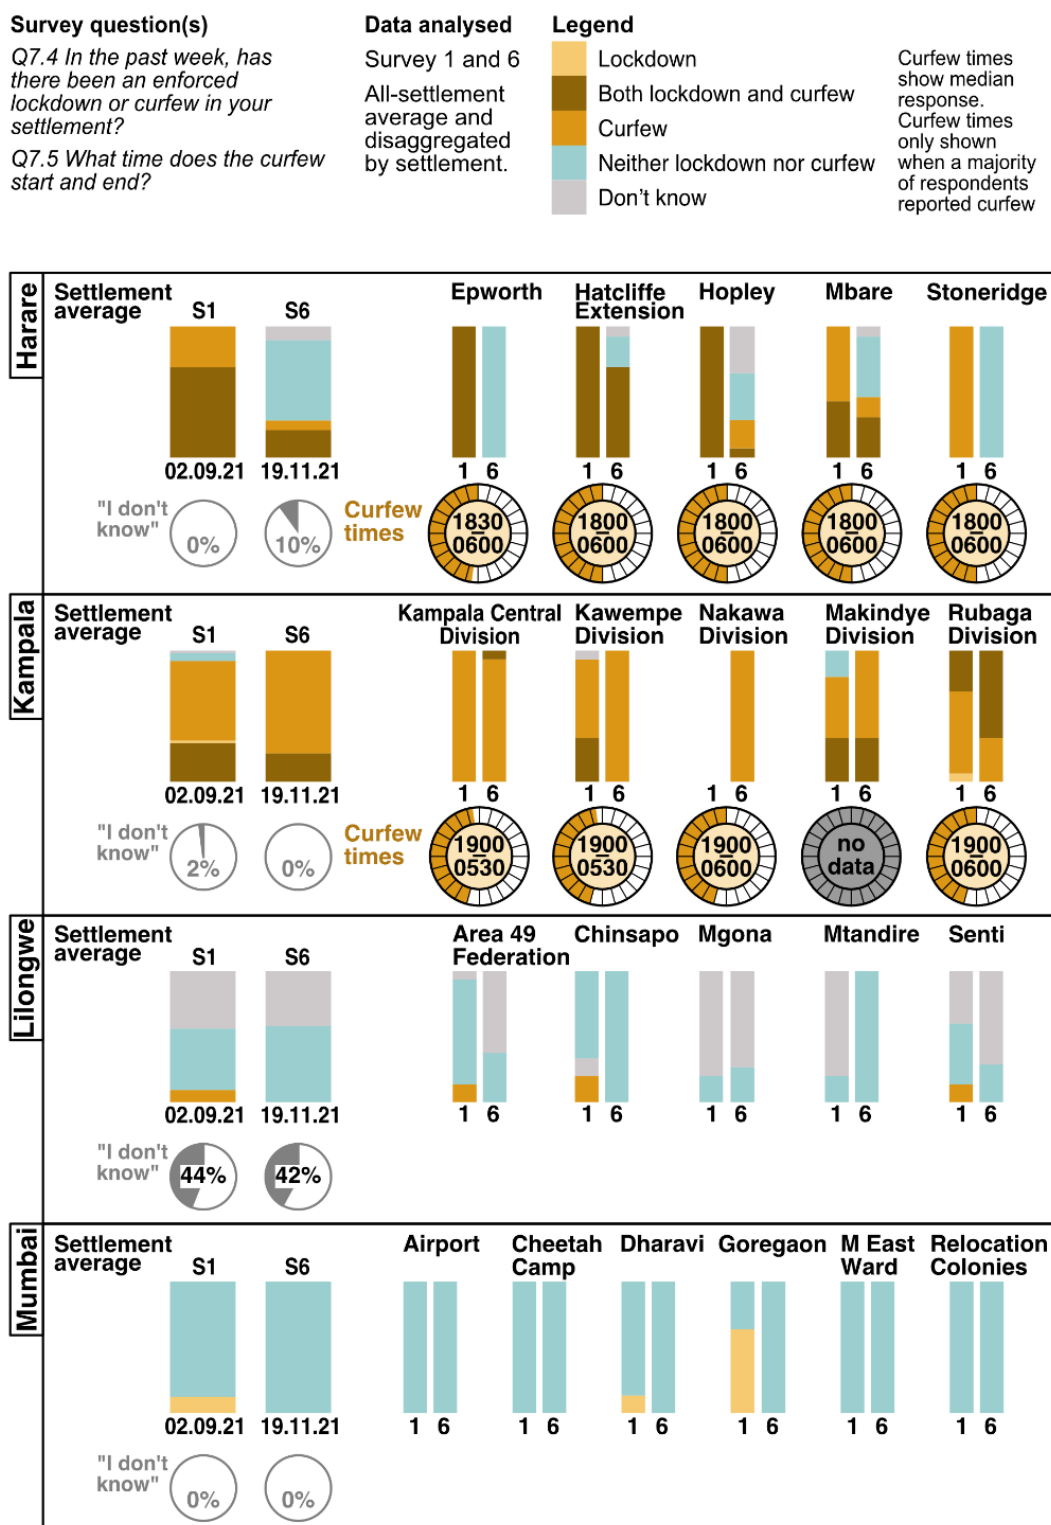 Survey question(s)
Q7.4 In the past week, has
there been an enforced
lockdown or curfew in your
settlement?
Q7.5 What time does the curfew
start and end?
Data analysed
Survey 1 and 6
All-settlement
average and
disaggregated
by settlement.
Legend
Lockdown
Both lockdown and curfew
Curfew
Neither lockdown nor curfew
Don't know
Curfew times
show median
response.
Curfew times
only shown
when a majority
of respondents
reported curfew
Harare
Settlement
average
S1
S6
02.09.21
19.11.21
"I don't
know"
0%
10%
Curfew
times
Epworth
Hatcliffe
Extension
Hopley
Mbare
Stoneridge
1 6
1 6
1 6
1 6
1 6
1830
0600
1800
0600
1800
0600
1800
0600
1800
0600
Kampala
Settlement
average
S1
S6
02.09.21
19.11.21
"I don't
know"
2%
0%
Curfew
times
Kampala Central
Division
Kawempe
Division
Nakawa
Division
Makindye
Division
Rubaga
Division
1 6
1 6
1 6
1 6
1 6
1900
0530
1900
0530
1900
0600
no
data
1900
0600
Lilongwe
Settlement
average
S1
S6
02.09.21
19.11.21
"I don't
know"
44%
42%
Area 49
Federation
Chinsapo
Mgona
Mtandire
Senti
1 6
1 6
1 6
1 6
1 6
Mumbai
Settlement
average
S1
S6
02.09.21
19.11.21
"I don't
know"
0%
0%
Airport
Cheetah
Camp
Dharavi
Goregaon
M East
Ward
Relocation
Colonies
1 6
1 6
1 6
1 6
1 6
1 6